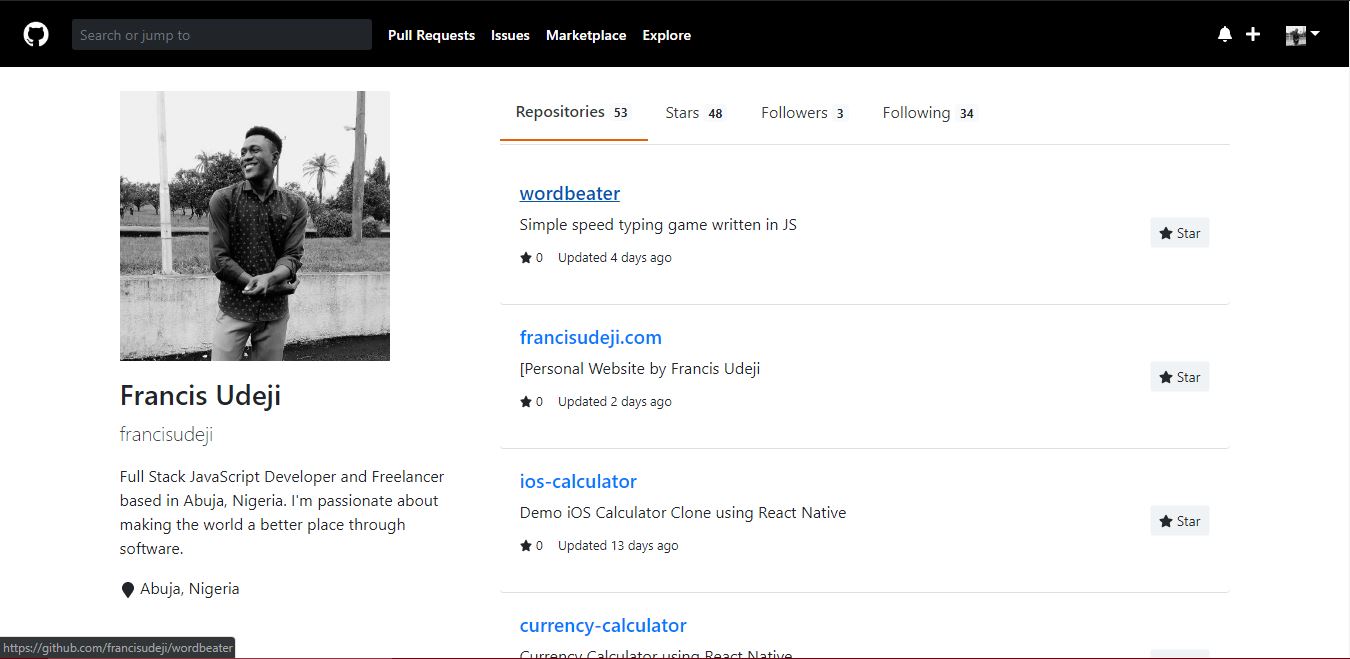 Search or jump to
Pull Requests Issues Marketplace Explore
Repositories 53 Stars 48 Followers 3 Following 34
wordbeater
Simple speed typing game written in JS
0 Updated 4 days ago
Star
francisudeji.com
[Personal Website by Francis Udeji
0 Updated 2 days ago
Star
ios-calculator
Demo iOS Calculator Clone using React Native
0 Updated 13 days ago
Star
currency-calculator
Currency Calculator using React Native
Francis Udeji
francisudeji
Full Stack JavaScript Developer and Freelancer
based in Abuja, Nigeria. I'm passionate about
making the world a better place through
software.
Abuja, Nigeria
https://github.com/francisudeji/wordbeater